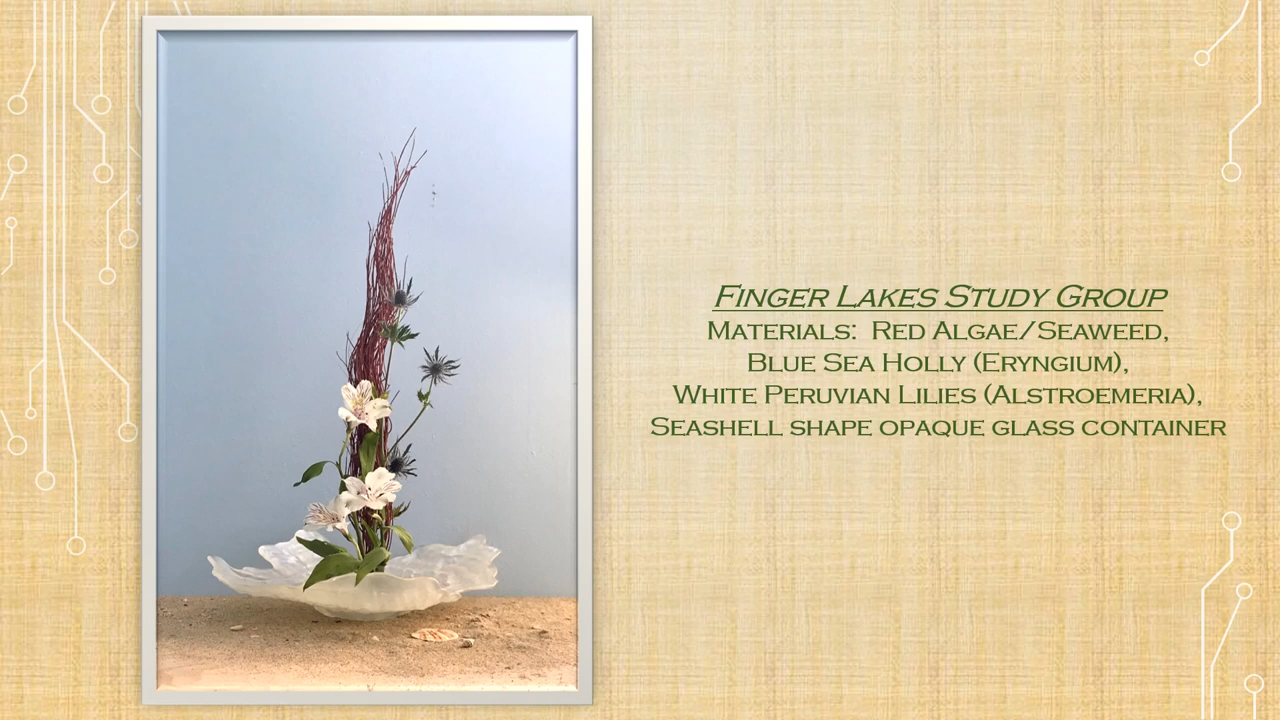 Finger Lakes Study Group
Materials:  Red Algae/Seaweed,
Blue Sea Holly (Eryngium),
White Peruvian Lilies (Alstroemeria),
Seashell shape opaque glass container